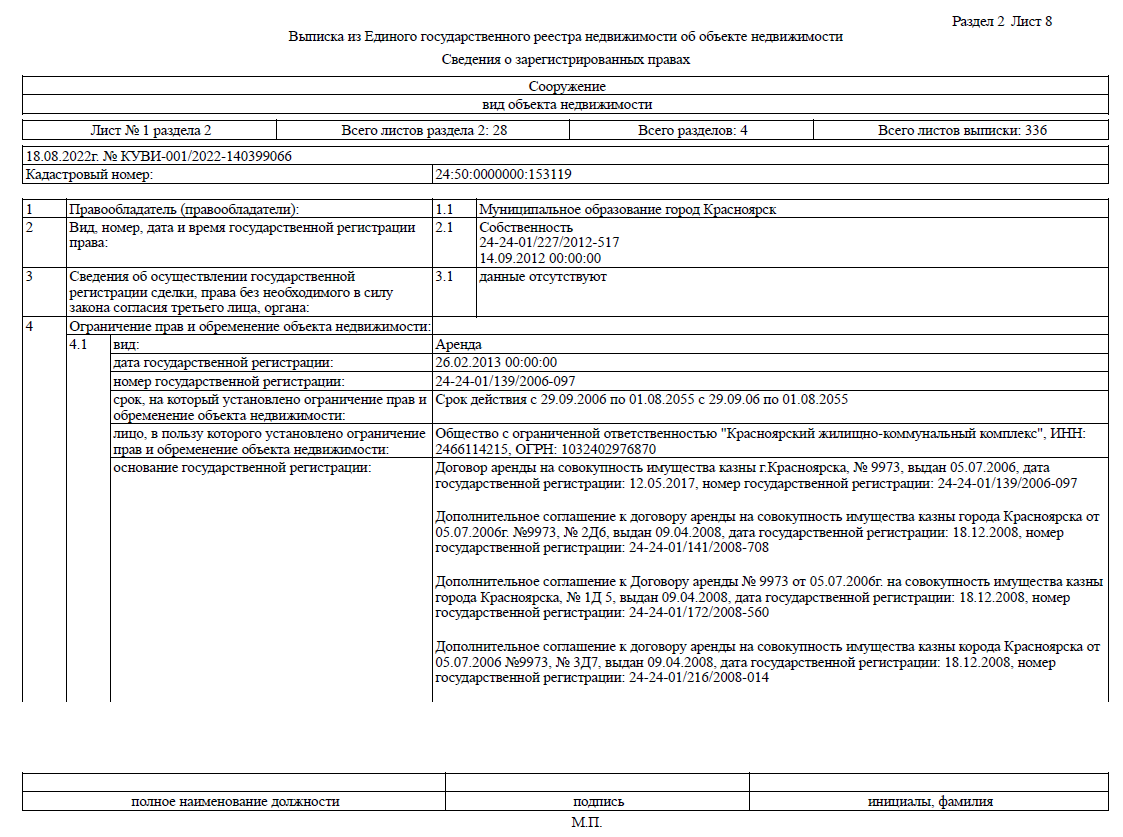 Раздел 2 Лист 8
Выписка из Единого государственного реестра недвижимости об объекте недвижимости
Сведения о зарегистрированных правах
Сооружение
вид объекта недвижимости
Лист № 1 раздела 2
Всего листов раздела 2: 28
Всего разделов: 4
Всего листов выписки: 336
18.08.2022г. № КУВИ-001/2022-140399066
Кадастровый номер:
24:50:0000000:153119
1
Правообладатель (правообладатели):
1.1
Муниципальное образование город Красноярск
2
Вид, номер, дата и время государственной регистрации
права:
2.1
Собственность
24-24-01/227/2012-517
14.09.2012 00:00:00
3
Сведения об осуществлении государственной
регистрации сделки, права без необходимого в силу
закона согласия третьего лица, органа:
3.1
данные отсутствуют
4
Ограничение прав и обременение объекта недвижимости:
4.1
вид:
Аренда
дата государственной регистрации:
26.02.2013 00:00:00
номер государственной регистрации:
24-24-01/139/2006-097
срок, на который установлено ограничение прав и
обременение объекта недвижимости:
Срок действия с 29.09.2006 по 01.08.2055 с 29.09.06 по 01.08.2055
лицо, в пользу которого установлено ограничение
прав и обременение объекта недвижимости:
Общество с ограниченной ответственностью "Красноярский жилищно-коммунальный комплекс", ИНН:
2466114215, ОГРН: 1032402976870
основание государственной регистрации:
Договор аренды на совокупность имущества казны г.Красноярска, № 9973, выдан 05.07.2006, дата
государственной регистрации: 12.05.2017, номер государственной регистрации: 24-24-01/139/2006-097
Дополнительное соглашение к договору аренды на совокупность имущества казны города Красноярска от
05.07.2006г. №9973, № 2Д6, выдан 09.04.2008, дата государственной регистрации: 18.12.2008, номер
государственной регистрации: 24-24-01/141/2008-708
Дополнительное соглашение к Договору аренды № 9973 от 05.07.2006г. на совокупность имущества казны
города Красноярска, № 1Д 5, выдан 09.04.2008, дата государственной регистрации: 18.12.2008, номер
государственной регистрации: 24-24-01/172/2008-560
Дополнительное соглашение к договору аренды на совокупность имущества казны корода Красноярска от
05.07.2006 №9973, № 3Д7, выдан 09.04.2008, дата государственной регистрации: 18.12.2008, номер
государственной регистрации: 24-24-01/216/2008-014
полное наименование должности
подпись
инициалы, фамилия
М.П.